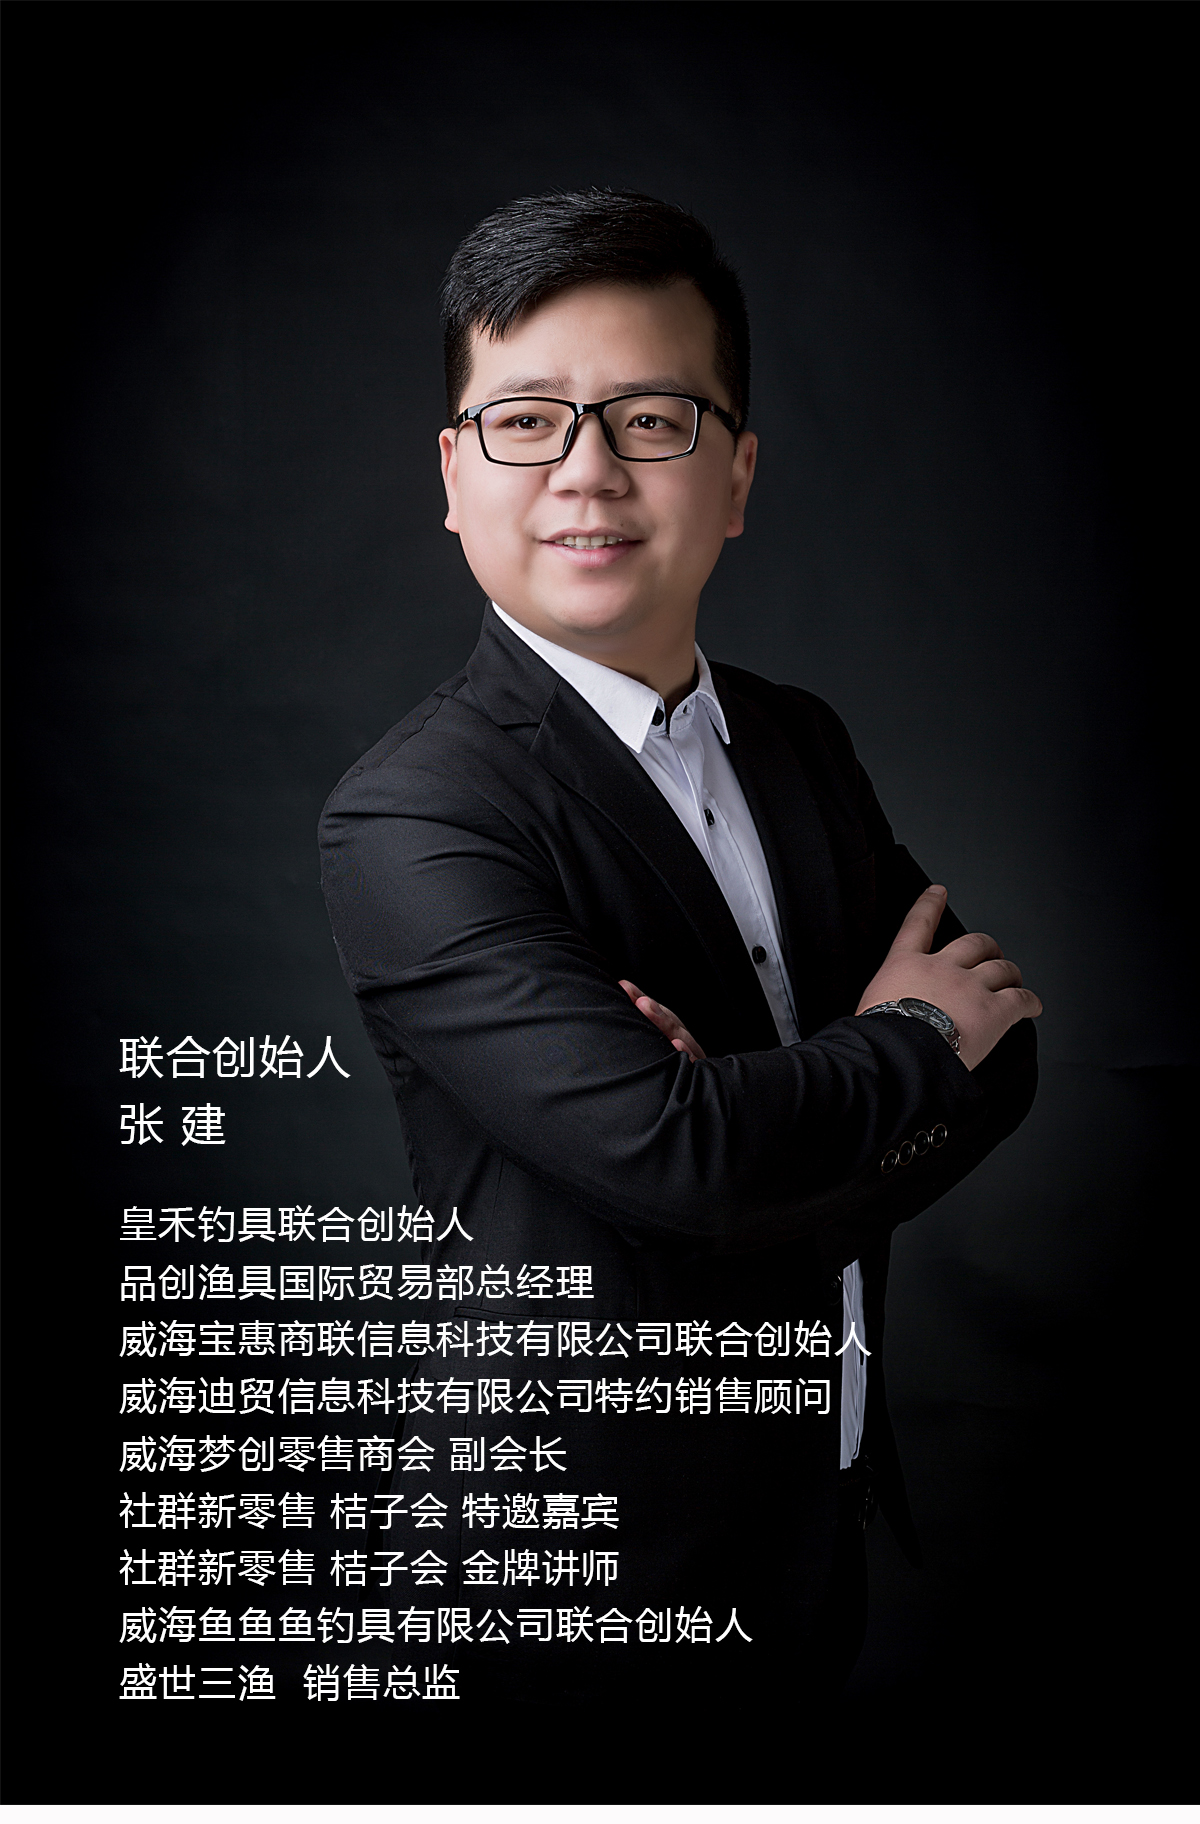 联合创始人
张 建
皇禾钓具联合创始人
品创渔具国际贸易部总经理
威海宝惠商联信息科技有限公司联合创始人
威海迪贸信息科技有限公司特约销售顾问
威海梦创零售商会 副会长
社群新零售 桔子会 特邀嘉宾
社群新零售 桔子会 金牌讲师
威海鱼鱼鱼钓具有限公司联合创始人
盛世三渔 销售总监